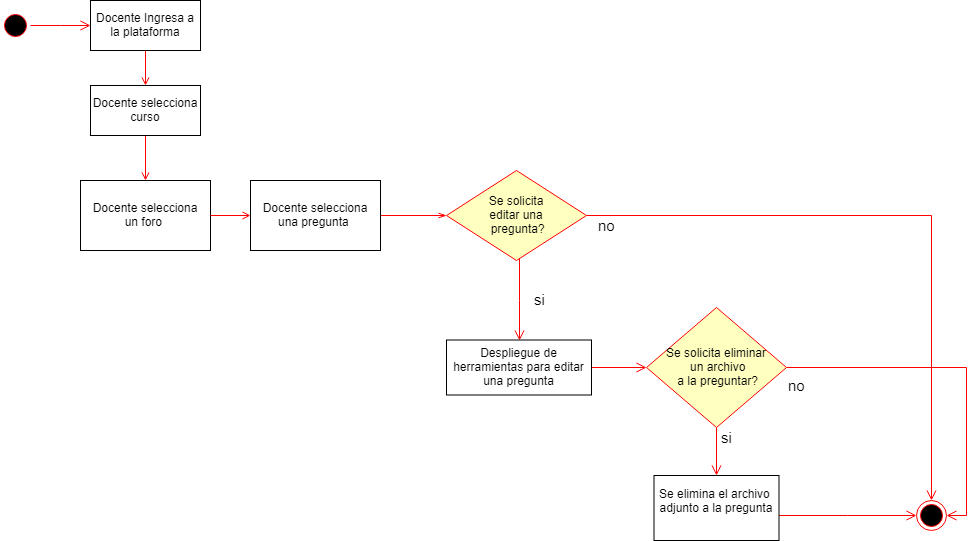 Docente Ingresa a
la plataforma
Docente selecciona
curso
Docente selecciona
un foro
Docente selecciona
una pregunta
Se solicita
editar una
pregunta?
no
si
Despliegue de
herramientas para editar
una pregunta
Se solicita eliminar
un archivo
a la preguntar?
no
si
Se elimina el archivo
adjunto a la pregunta